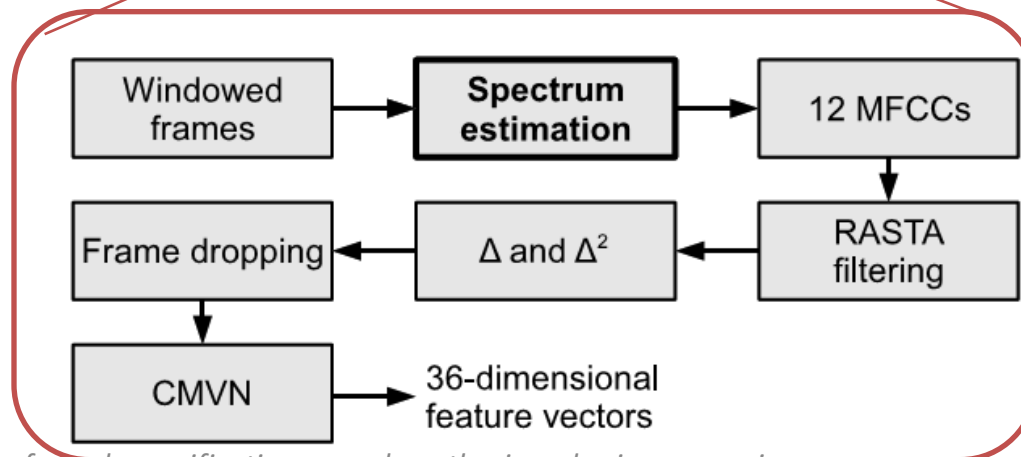 Windowed
frames
Spectrum
estimation
12 MFCCs
RASTA
filtering
Δ and Δ²
Frame dropping
CMVN
36-dimensional
feature vectors